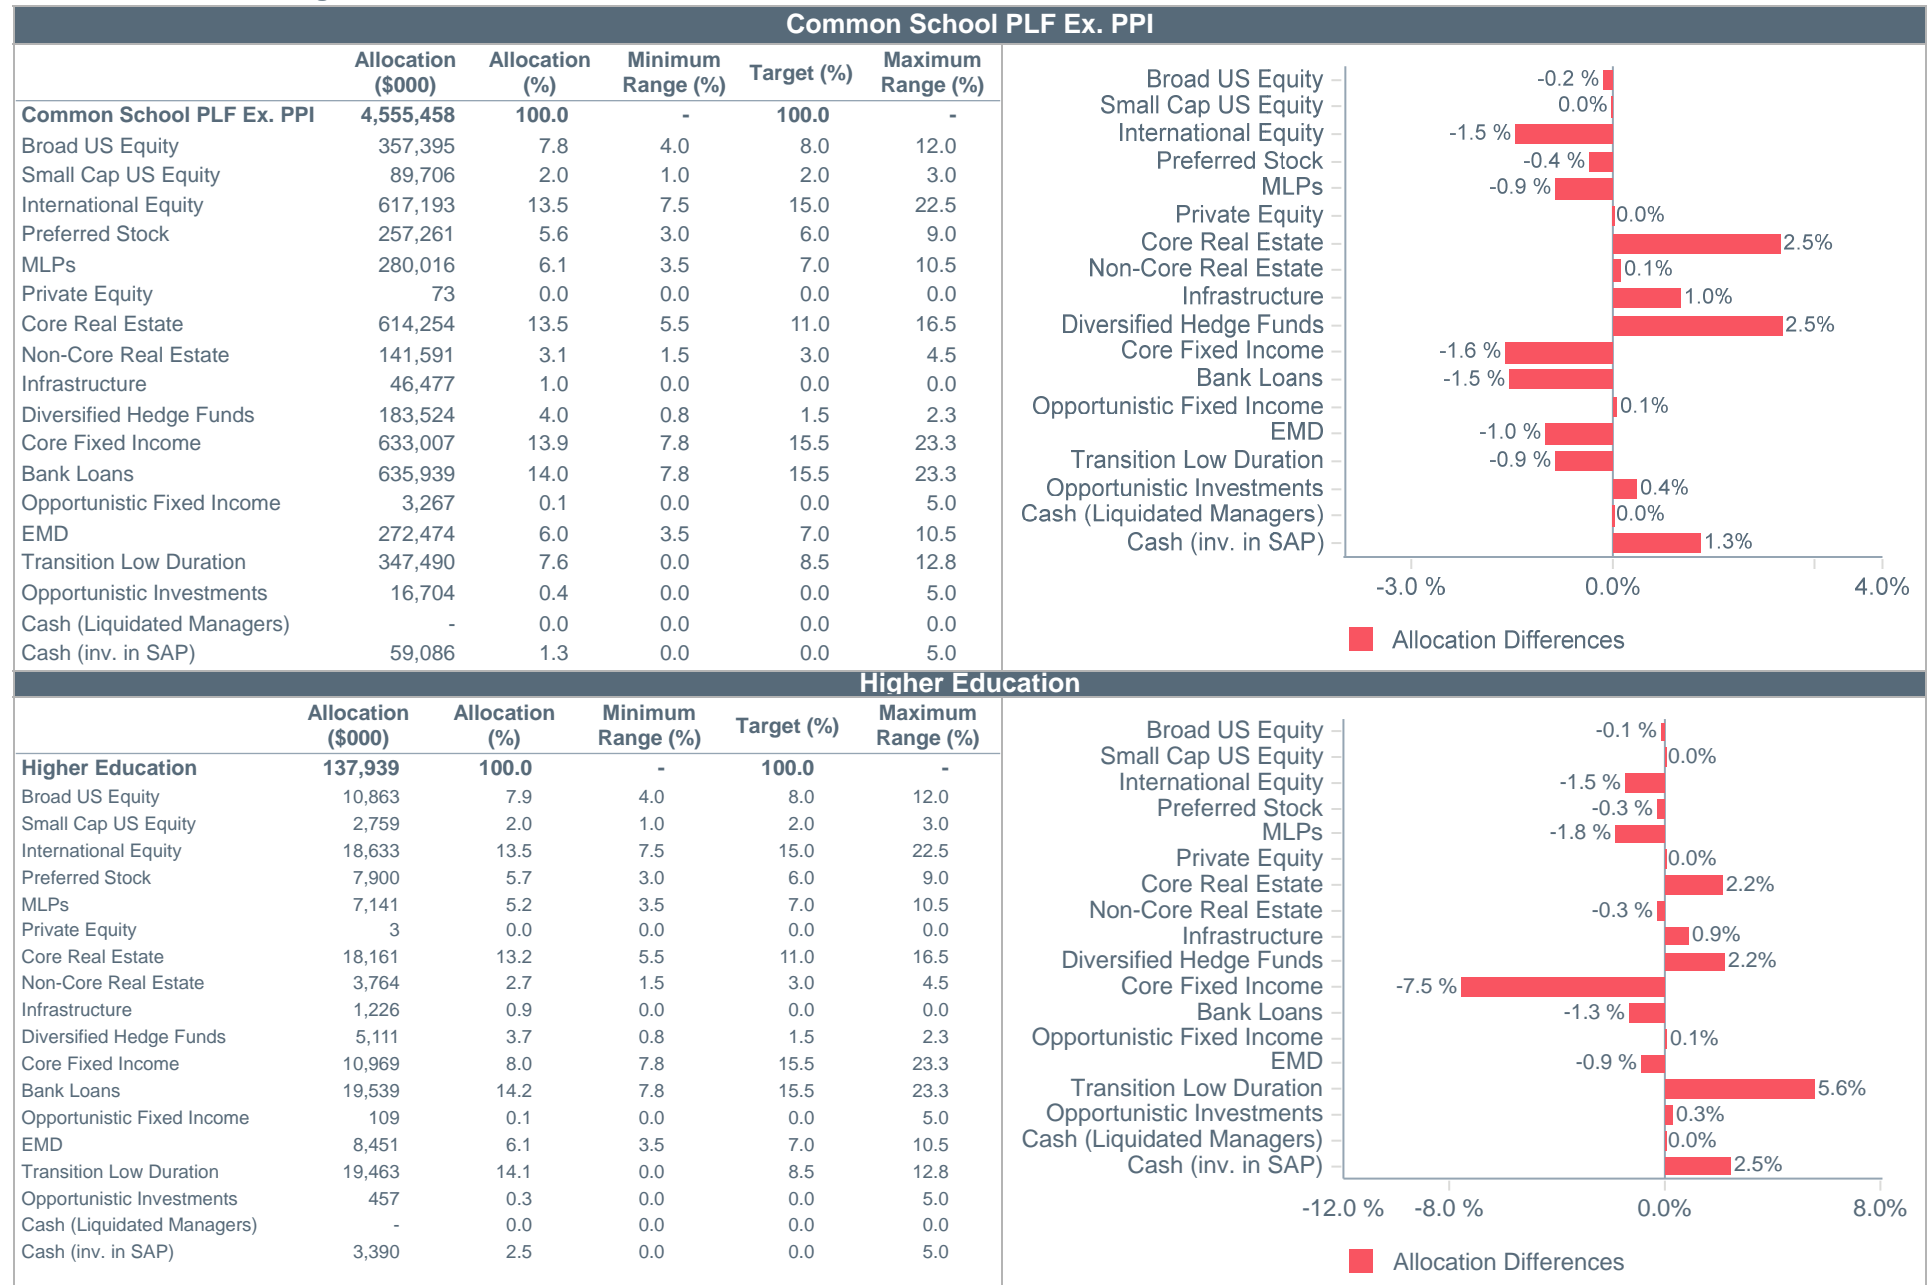 Common School PLF Ex. PPI
Allocation ($000) Allocation (%) Minimum Range (%) Target (%) Maximum Range (%)
Common School PLF Ex. PPI 4,555,458 100.0 - 100.0 -
Broad US Equity 357,395 7.8 4.0 8.0 12.0
Small Cap US Equity 89,706 2.0 1.0 2.0 3.0
International Equity 617,193 13.5 7.5 15.0 22.5
Preferred Stock 257,261 5.6 3.0 6.0 9.0
MLPs 280,016 6.1 3.5 7.0 10.5
Private Equity 73 0.0 0.0 0.0 0.0
Core Real Estate 614,254 13.5 5.5 11.0 16.5
Non-Core Real Estate 141,591 3.1 1.5 3.0 4.5
Infrastructure 46,477 1.0 0.0 0.0 0.0
Diversified Hedge Funds 183,524 4.0 0.8 1.5 2.3
Core Fixed Income 633,007 13.9 7.8 15.5 23.3
Bank Loans 635,939 14.0 7.8 15.5 23.3
Opportunistic Fixed Income 3,267 0.1 0.0 0.0 5.0
EMD 272,474 6.0 3.5 7.0 10.5
Transition Low Duration 347,490 7.6 0.0 8.5 12.8
Opportunistic Investments 16,704 0.4 0.0 0.0 5.0
Cash (Liquidated Managers) - 0.0 0.0 0.0 0.0
Cash (inv. in SAP) 59,086 1.3 0.0 0.0 5.0
Broad US Equity -0.2 %
Small Cap US Equity 0.0%
International Equity -1.5 %
Preferred Stock -0.4 %
MLPs -0.9 %
Private Equity 0.0%
Core Real Estate 2.5%
Non-Core Real Estate 0.1%
Infrastructure 1.0%
Diversified Hedge Funds 2.5%
Core Fixed Income -1.6 %
Bank Loans -1.5 %
Opportunistic Fixed Income 0.1%
EMD -1.0 %
Transition Low Duration -0.9 %
Opportunistic Investments 0.4%
Cash (Liquidated Managers) 0.0%
Cash (inv. in SAP) 1.3%
-3.0 % 0.0% 4.0%
Allocation Differences
Higher Education
Allocation ($000) Allocation (%) Minimum Range (%) Target (%) Maximum Range (%)
Higher Education 137,939 100.0 - 100.0 -
Broad US Equity 10,863 7.9 4.0 8.0 12.0
Small Cap US Equity 2,759 2.0 1.0 2.0 3.0
International Equity 18,633 13.5 7.5 15.0 22.5
Preferred Stock 7,900 5.7 3.0 6.0 9.0
MLPs 7,141 5.2 3.5 7.0 10.5
Private Equity 3 0.0 0.0 0.0 0.0
Core Real Estate 18,161 13.2 5.5 11.0 16.5
Non-Core Real Estate 3,764 2.7 1.5 3.0 4.5
Infrastructure 1,226 0.9 0.0 0.0 0.0
Diversified Hedge Funds 5,111 3.7 0.8 1.5 2.3
Core Fixed Income 10,969 8.0 7.8 15.5 23.3
Bank Loans 19,539 14.2 7.8 15.5 23.3
Opportunistic Fixed Income 109 0.1 0.0 0.0 5.0
EMD 8,451 6.1 3.5 7.0 10.5
Transition Low Duration 19,463 14.1 0.0 8.5 12.8
Opportunistic Investments 457 0.3 0.0 0.0 5.0
Cash (Liquidated Managers) - 0.0 0.0 0.0 0.0
Cash (inv. in SAP) 3,390 2.5 0.0 0.0 5.0
Broad US Equity -0.1 %
Small Cap US Equity 0.0%
International Equity -1.5 %
Preferred Stock -0.3 %
MLPs -1.8 %
Private Equity 0.0%
Core Real Estate 2.2%
Non-Core Real Estate -0.3 %
Infrastructure 0.9%
Diversified Hedge Funds 2.2%
Core Fixed Income -7.5 %
Bank Loans -1.3 %
Opportunistic Fixed Income 0.1%
EMD -0.9 %
Transition Low Duration 5.6%
Opportunistic Investments 0.3%
Cash (Liquidated Managers) 0.0%
Cash (inv. in SAP) 2.5%
-12.0 % -8.0 % 0.0% 8.0%
Allocation Differences